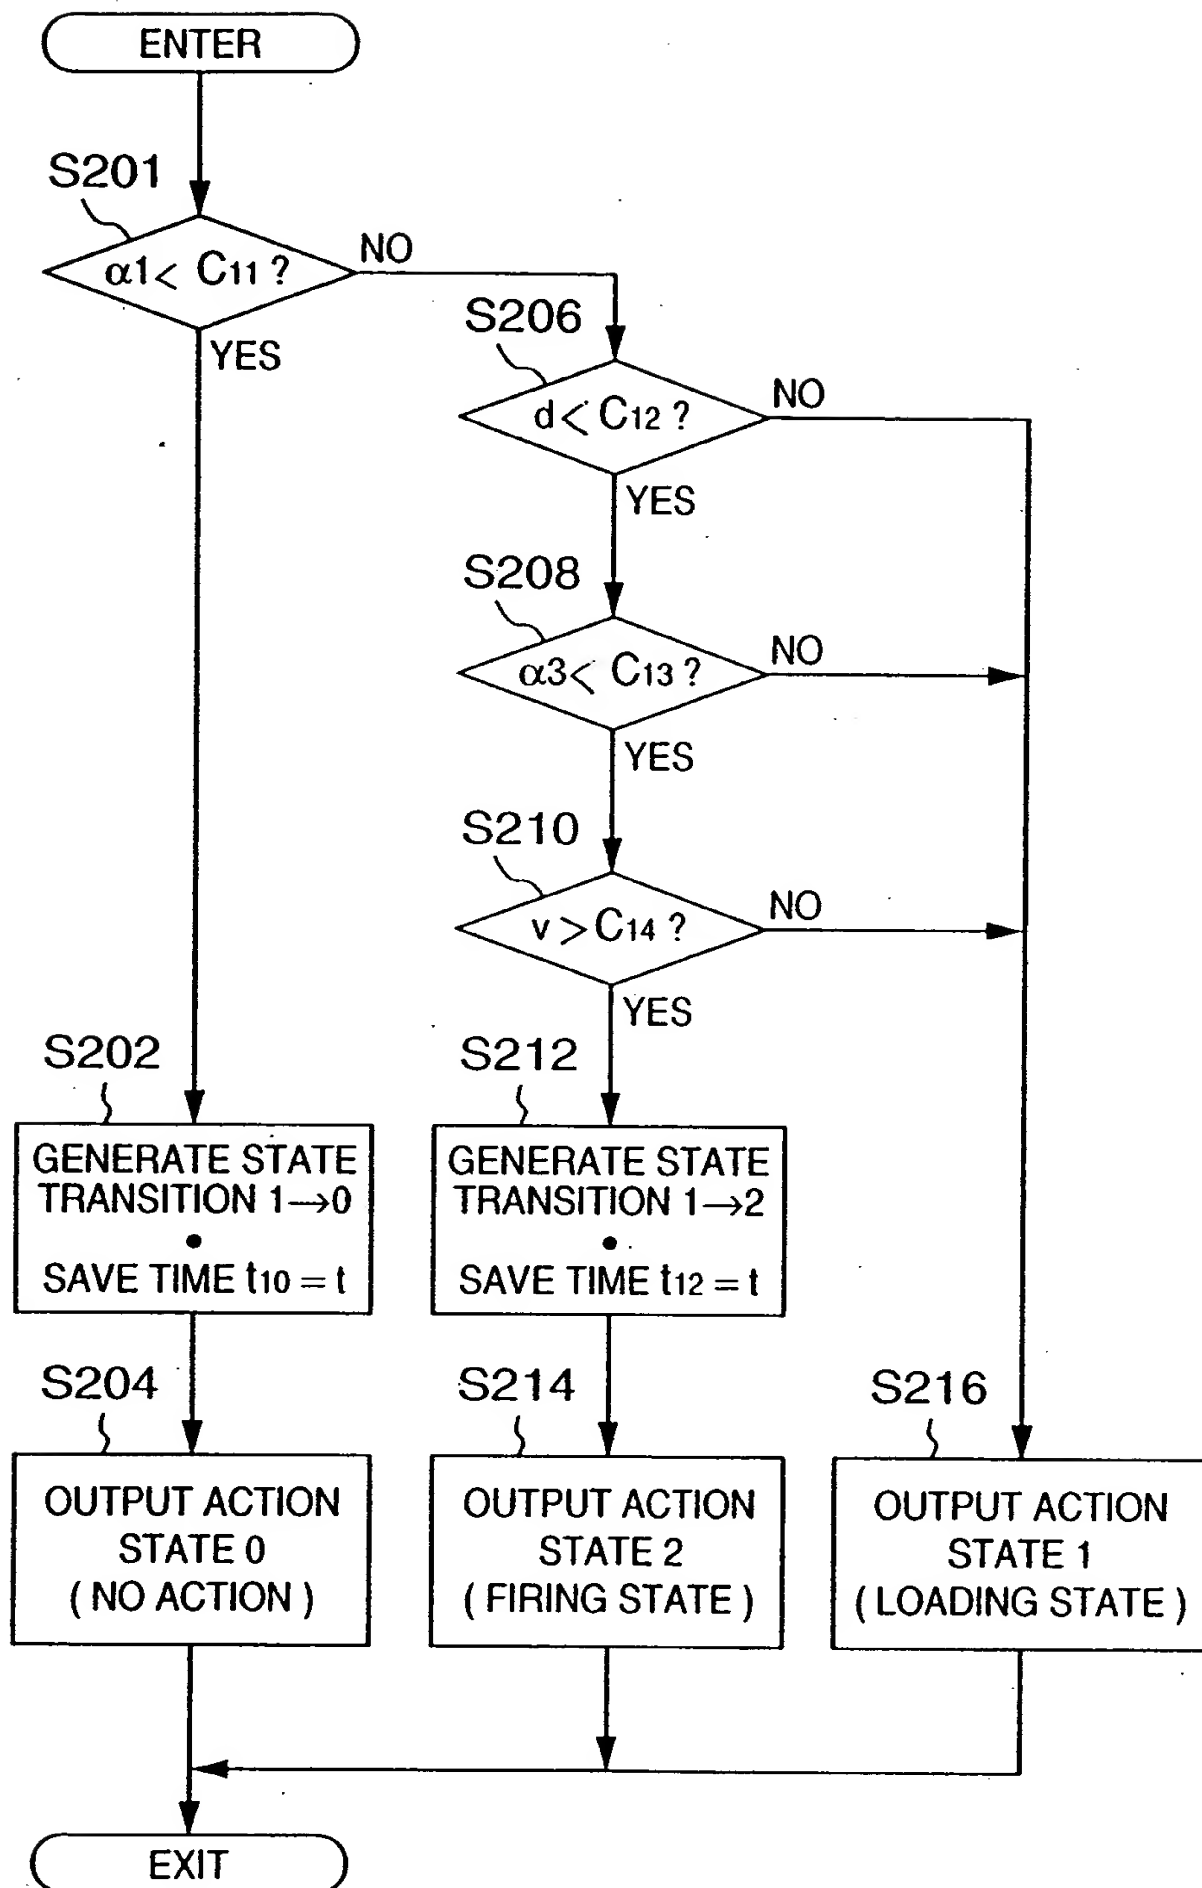 ENTER
S201
α1 < C11 ?
NO
YES
S206
d < C12 ?
NO
YES
S208
α3 < C13 ?
NO
YES
S210
v > C14 ?
NO
YES
S202
GENERATE STATE
TRANSITION 1→0
•
SAVE TIME t10 = t
S212
GENERATE STATE
TRANSITION 1→2
•
SAVE TIME t12 = t
S204
OUTPUT ACTION
STATE 0
( NO ACTION )
S214
OUTPUT ACTION
STATE 2
( FIRING STATE )
S216
OUTPUT ACTION
STATE 1
( LOADING STATE )
EXIT